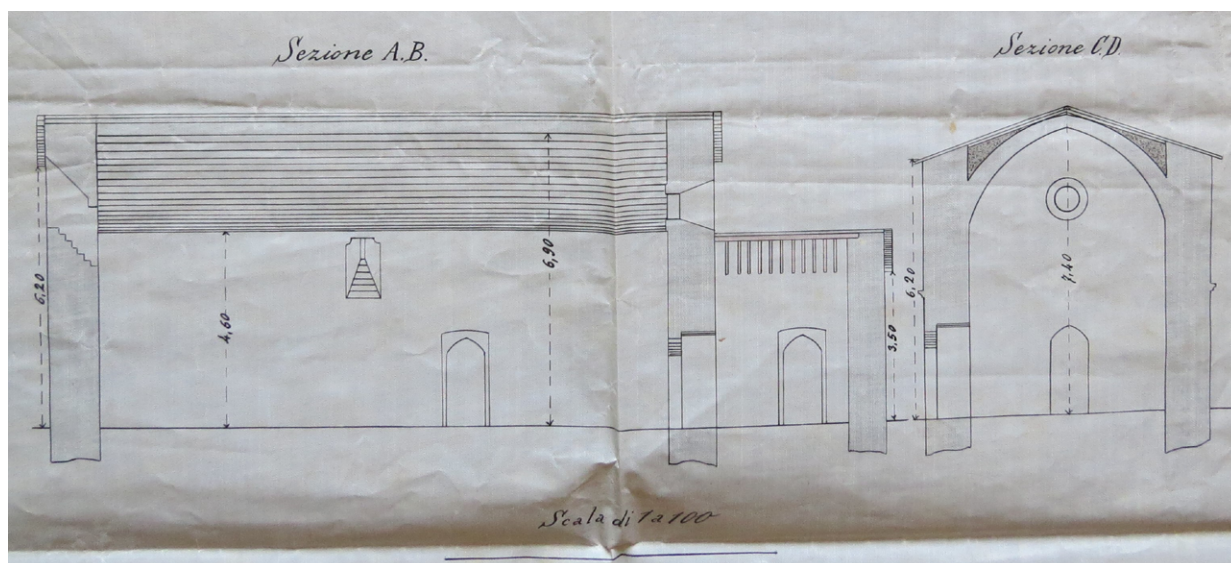 Sezione A.B.
Sezione C.D.
6,20
4,60
6,90
3,50
6,20
7,40
Scala di 1 a 100